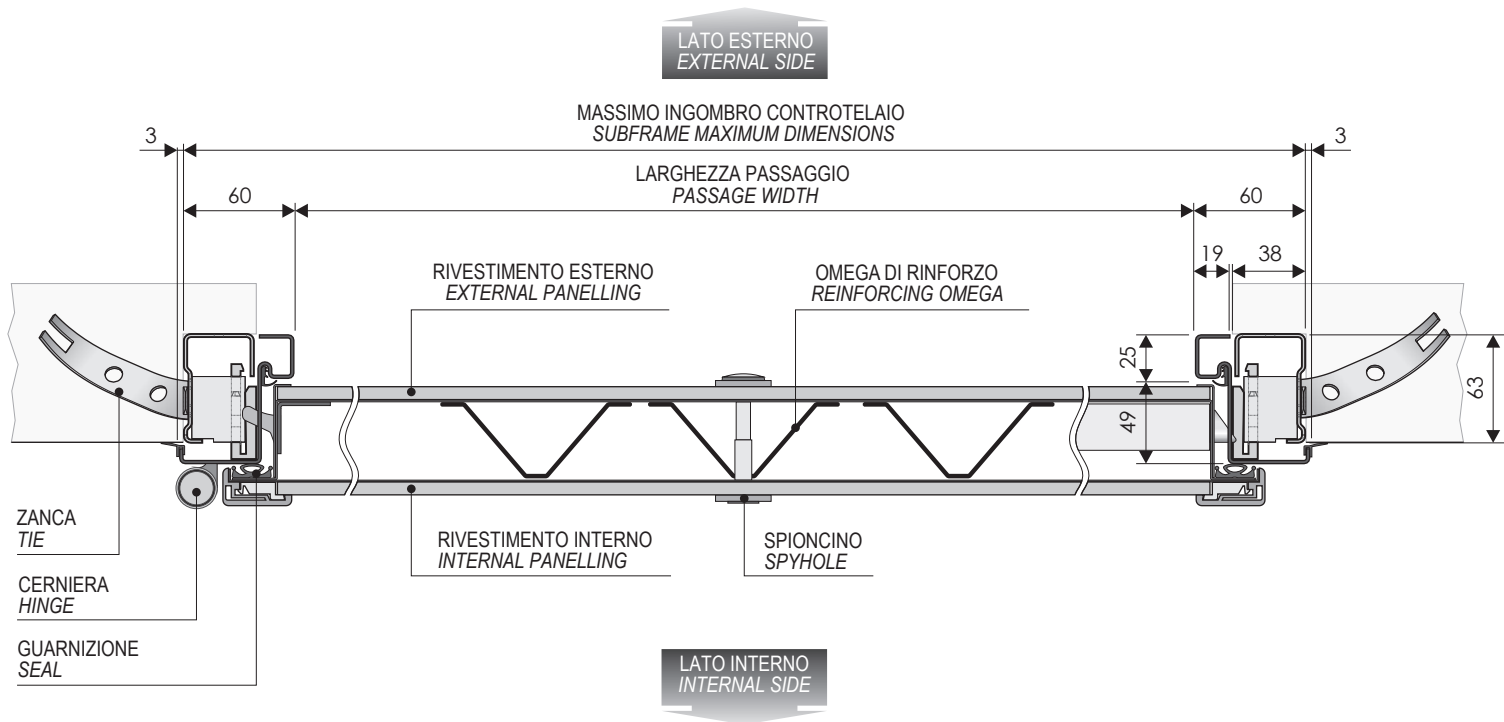 LATO ESTERNO
EXTERNAL SIDE
MASSIMO INGOMBRO CONTROTELAIO
SUBFRAME MAXIMUM DIMENSIONS
3
3
LARGHEZZA PASSAGGIO
PASSAGE WIDTH
60
60
19
38
RIVESTIMENTO ESTERNO
EXTERNAL PANELLING
OMEGA DI RINFORZO
REINFORCING OMEGA
25
63
49
ZANCA
TIE
RIVESTIMENTO INTERNO
INTERNAL PANELLING
SPIONCINO
SPYHOLE
CERNIERA
HINGE
GUARNIZIONE
SEAL
LATO INTERNO
INTERNAL SIDE